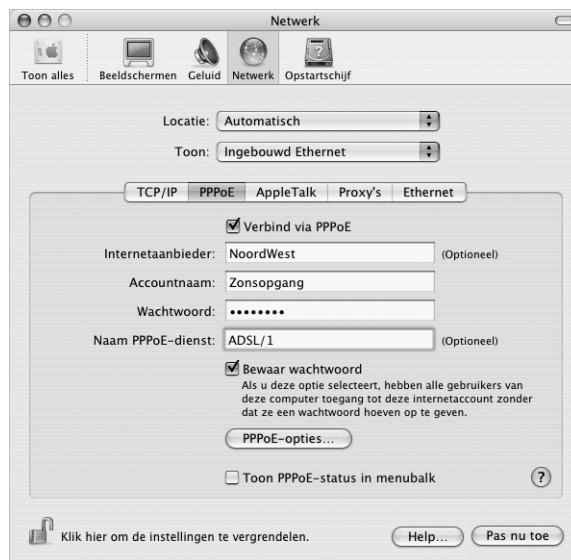 Netwerk
Toon alles
Beeldschermen
Geluid
Netwerk
Opstartschijf
Locatie: Automatisch
Toon: Ingebouwd Ethernet
TCP/IP
PPPoE
AppleTalk
Proxy's
Ethernet
Verbind via PPPoE
Internetaanbieder: NoordWest (Optioneel)
Accountnaam: Zonsopgang
Wachtwoord: ••••••••
Naam PPPoE-dienst: ADSL/1 (Optioneel)
Bewaar wachtwoord
Als u deze optie selecteert, hebben alle gebruikers van
deze computer toegang tot deze internetaccount zonder
dat ze een wachtwoord hoeven op te geven.
PPPoE-opties...
Toon PPPoE-status in menubalk
?
Klik hier om de instellingen te vergrendelen.
Help...
Pas nu toe